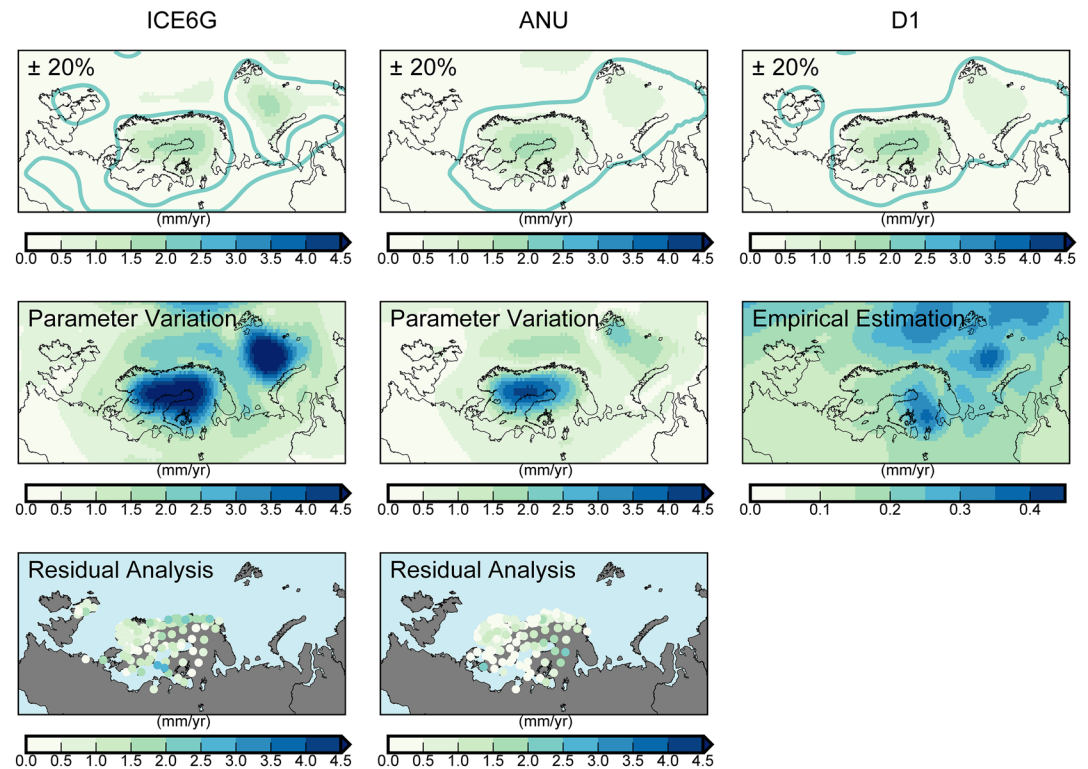 ICE6G ANU D1
± 20% ± 20% ± 20%
(mm/yr) (mm/yr) (mm/yr)
0.0 0.5 1.0 1.5 2.0 2.5 3.0 3.5 4.0 4.5 0.0 0.5 1.0 1.5 2.0 2.5 3.0 3.5 4.0 4.5 0.0 0.5 1.0 1.5 2.0 2.5 3.0 3.5 4.0 4.5
Parameter Variation Parameter Variation Empirical Estimation
(mm/yr) (mm/yr) (mm/yr)
0.0 0.5 1.0 1.5 2.0 2.5 3.0 3.5 4.0 4.5 0.0 0.5 1.0 1.5 2.0 2.5 3.0 3.5 4.0 4.5 0.0 0.1 0.2 0.3 0.4
Residual Analysis Residual Analysis
(mm/yr) (mm/yr)
0.0 0.5 1.0 1.5 2.0 2.5 3.0 3.5 4.0 4.5 0.0 0.5 1.0 1.5 2.0 2.5 3.0 3.5 4.0 4.5